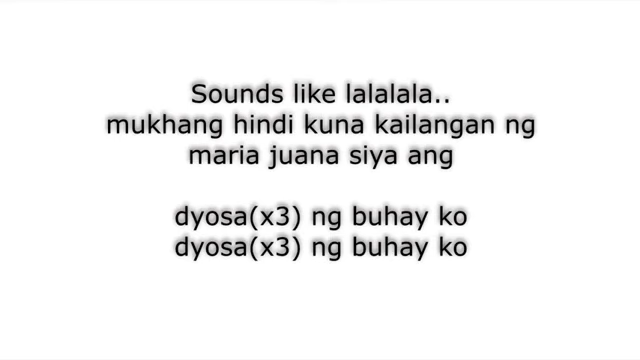 Sounds like lalalala..
mukhang hindi kuna kailangan ng
maria juana siya ang
dyosa(x3) ng buhay ko
dyosa(x3) ng buhay ko